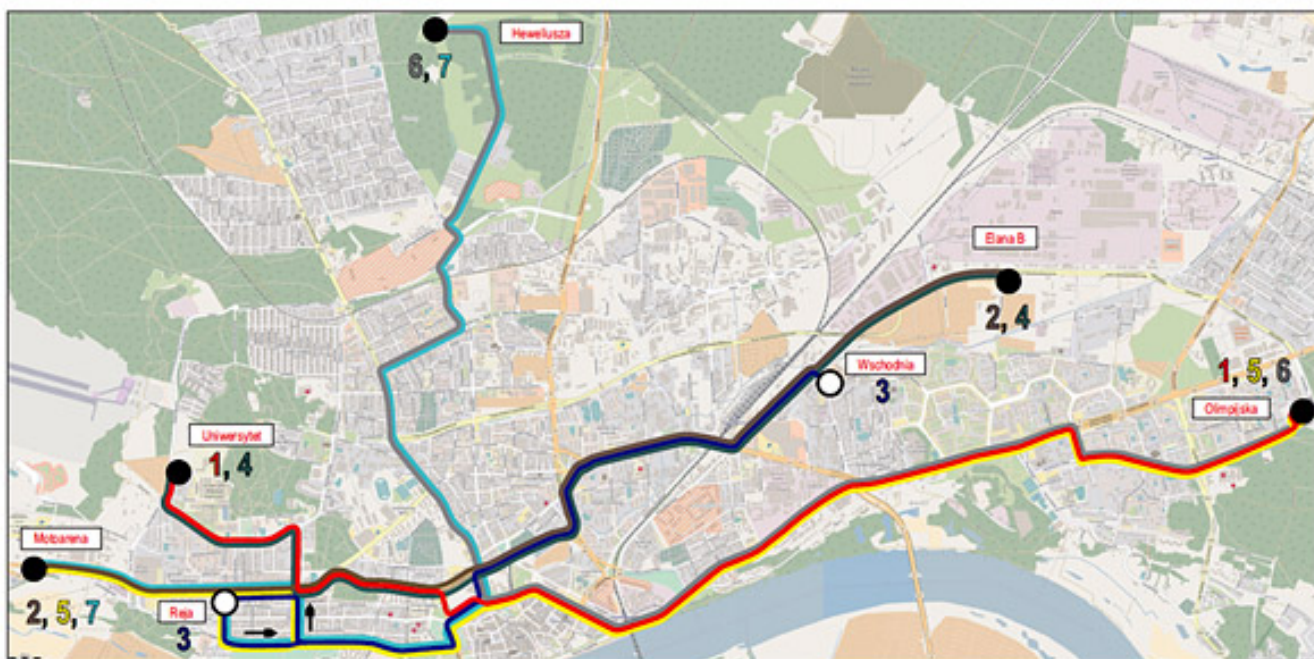 Heweliusza
6, 7
Elana B
2, 4
Wschodnia
3
1, 5, 6
Olimpijska
Uniwersytet
1, 4
Motoarena
2, 5, 7
Reja
3